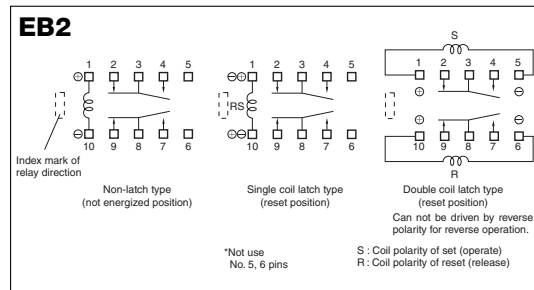 EB2
1 2 3 4 5
⊕
RS
⊖
10 9 8 7 6
Index mark of
relay direction
Non-latch type
(not energized position)
1 2 3 4 5
⊖⊕
RS
⊕⊖
10 9 8 7 6
Single coil latch type
(reset position)
S
1 2 3 4 5
⊕ ⊖
⊕ ⊖
10 9 8 7 6
R
Double coil latch type
(reset position)
Can not be driven by reverse
polarity for reverse operation.
*Not use
No. 5, 6 pins
S : Coil polarity of set (operate)
R : Coil polarity of reset (release)